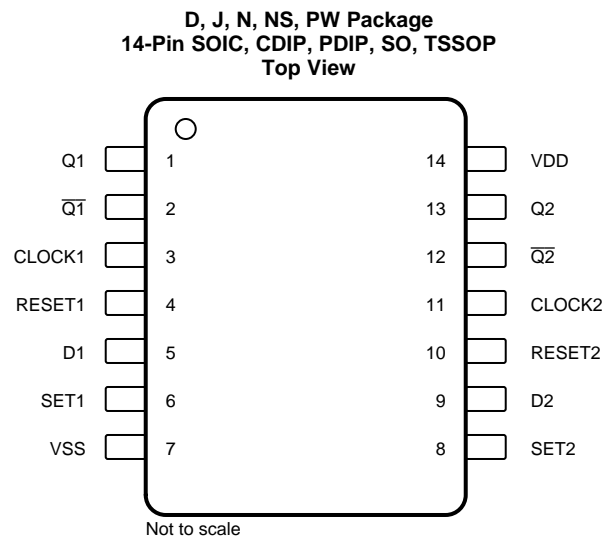 D, J, N, NS, PW Package
14-Pin SOIC, CDIP, PDIP, SO, TSSOP
Top View
Q1 1 14 VDD
Q̅1̅ 2 13 Q2
CLOCK1 3 12 Q̅2̅
RESET1 4 11 CLOCK2
D1 5 10 RESET2
SET1 6 9 D2
VSS 7 8 SET2
Not to scale